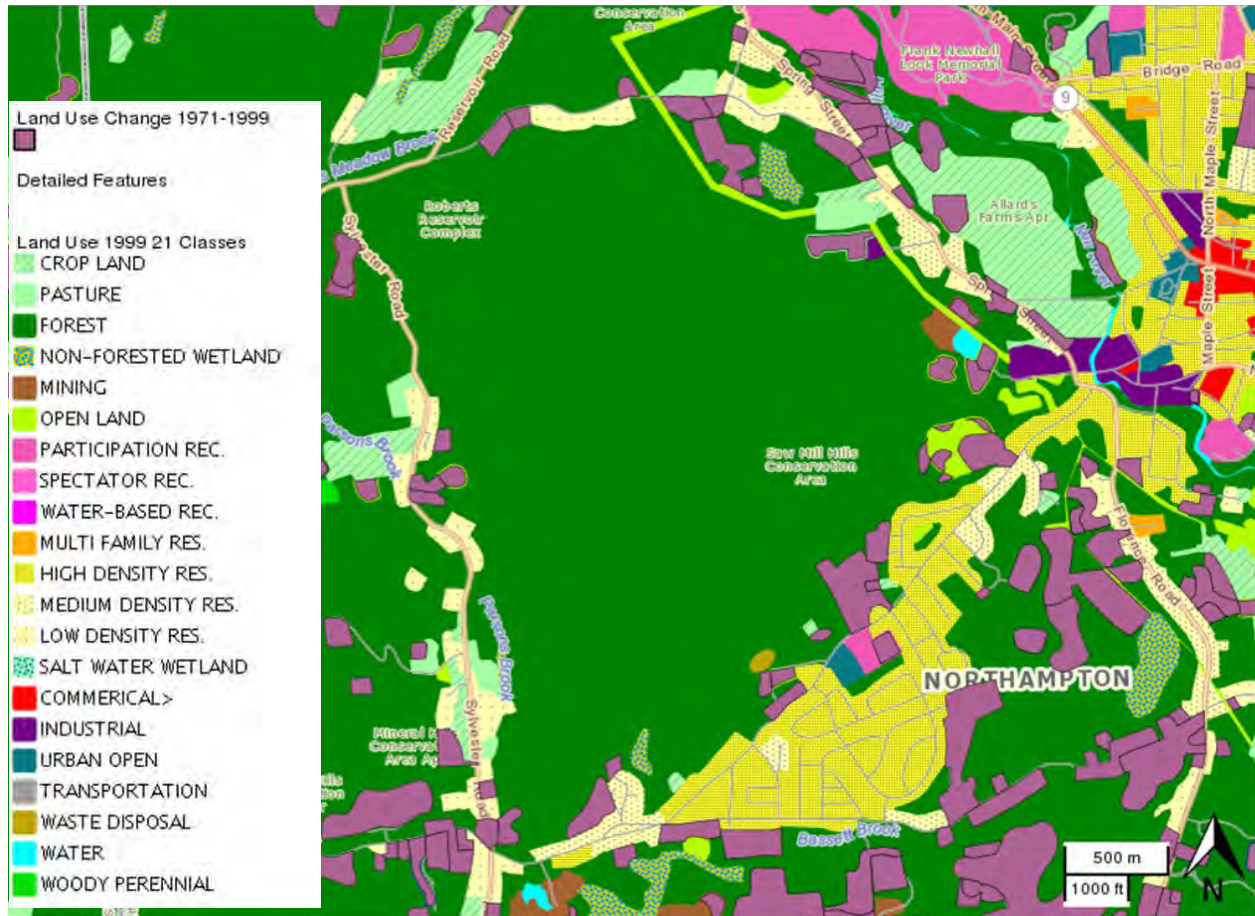 Land Use Change 1971-1999
Detailed Features
Land Use 1999 21 Classes
CROP LAND
PASTURE
FOREST
NON-FORESTED WETLAND
MINING
OPEN LAND
PARTICIPATION REC.
SPECTATOR REC.
WATER-BASED REC.
MULTI FAMILY RES.
HIGH DENSITY RES.
MEDIUM DENSITY RES.
LOW DENSITY RES.
SALT WATER WETLAND
COMMERICAL>
INDUSTRIAL
URBAN OPEN
TRANSPORTATION
WASTE DISPOSAL
WATER
WOODY PERENNIAL
Conservation
Area
Reservoir Road
Meadow Brook
Spring Street
Frank Newhall
Look Memorial
Park
Main Street
9
Bridge Road
North Maple Street
Maple Street
Roberts
Reservoir
Complex
Sylvester Road
Allards
Farms Apr
Mill River
Parsons Brook
Saw Mill Hills
Conservation
Area
Florence Road
Parsons Brook
NORTHAMPTON
Mineral
Area
Sylvester Road
Bassett Brook
500 m
1000 ft
N